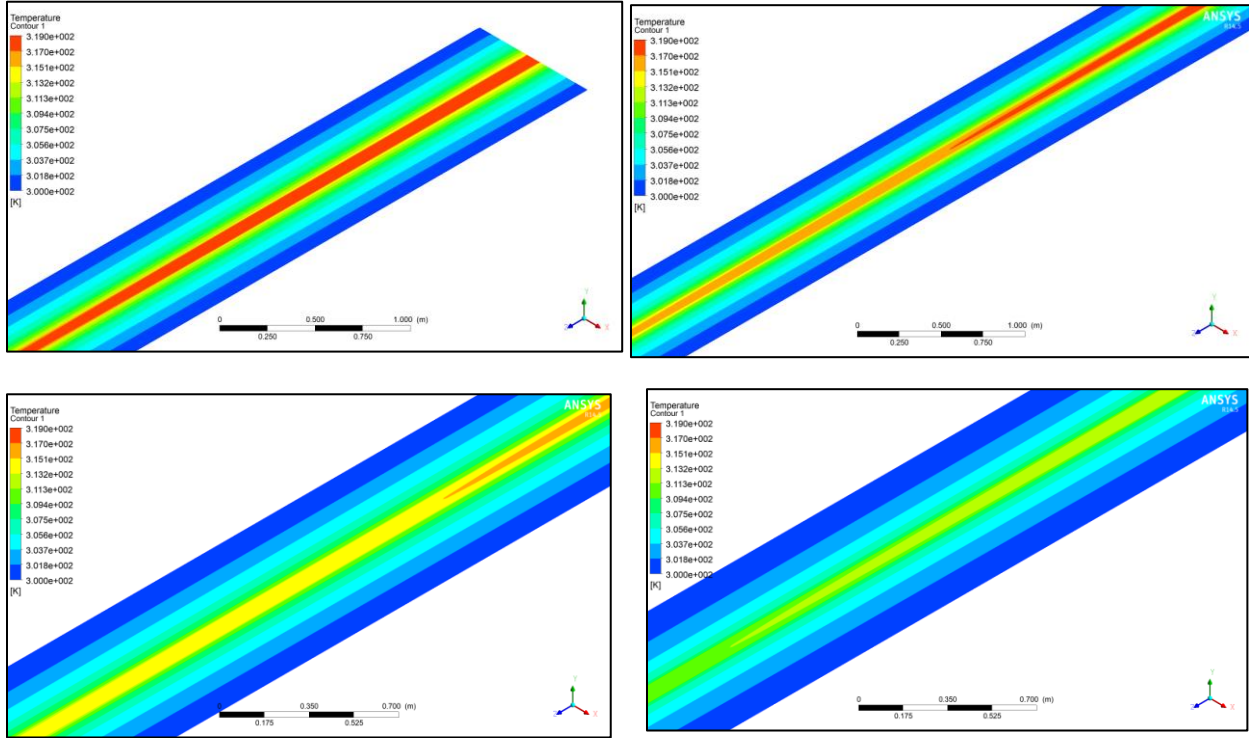 Temperature
Contour 1
3.190e+002
3.170e+002
3.151e+002
3.132e+002
3.113e+002
3.094e+002
3.075e+002
3.056e+002
3.037e+002
3.018e+002
3.000e+002
[K]
0 0.500 1.000 (m)
0.250 0.750
Y
Z X
ANSYS
R14.5
Temperature
Contour 1
3.190e+002
3.170e+002
3.151e+002
3.132e+002
3.113e+002
3.094e+002
3.075e+002
3.056e+002
3.037e+002
3.018e+002
3.000e+002
[K]
0 0.500 1.000 (m)
0.250 0.750
Y
Z X
ANSYS
Temperature
Contour 1
3.190e+002
3.170e+002
3.151e+002
3.132e+002
3.113e+002
3.094e+002
3.075e+002
3.056e+002
3.037e+002
3.018e+002
3.000e+002
[K]
0 0.350 0.700 (m)
0.175 0.525
Y
Z X
ANSYS
R14.5
Temperature
Contour 1
3.190e+002
3.170e+002
3.151e+002
3.132e+002
3.113e+002
3.094e+002
3.075e+002
3.056e+002
3.037e+002
3.018e+002
3.000e+002
[K]
0 0.350 0.700 (m)
0.175 0.525
Y
Z X